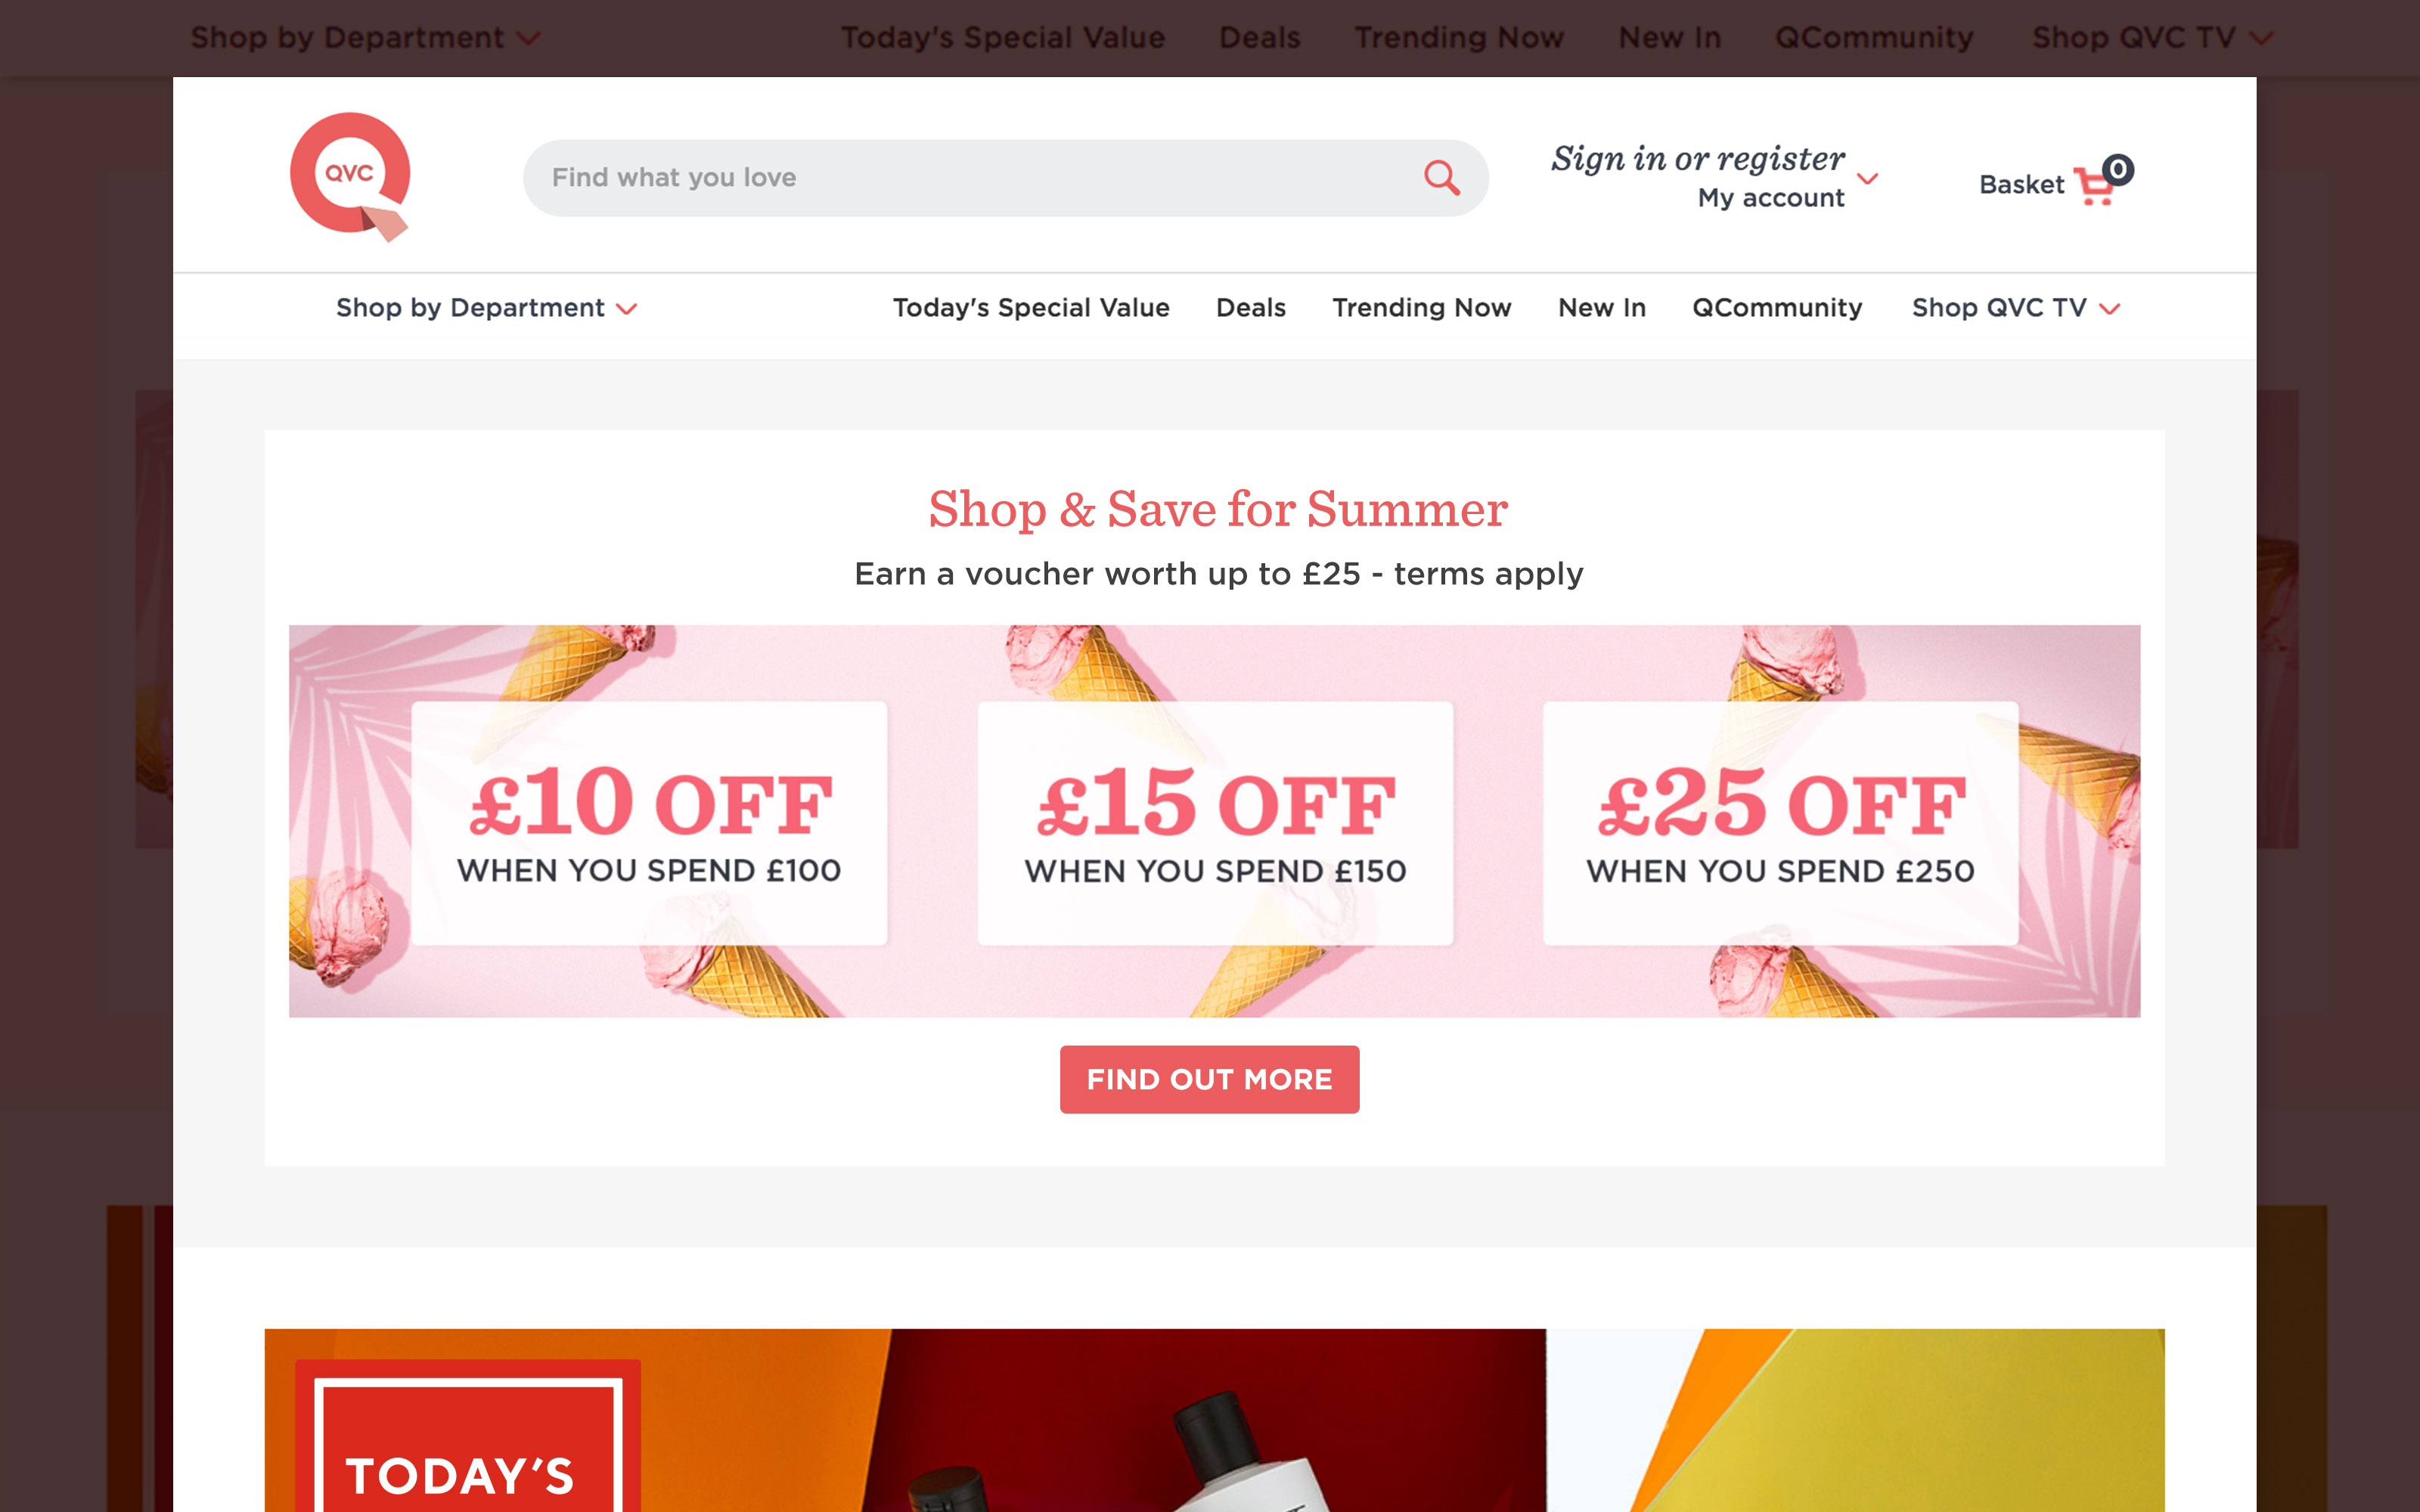 Shop by Department
Today's Special Value Deals Trending Now New In QCommunity Shop QVC TV
QVC
Find what you love
Sign in or register
My account
Basket 0
Shop by Department
Today's Special Value Deals Trending Now New In QCommunity Shop QVC TV
Shop & Save for Summer
Earn a voucher worth up to £25 - terms apply
£10 OFF
WHEN YOU SPEND £100
£15 OFF
WHEN YOU SPEND £150
£25 OFF
WHEN YOU SPEND £250
FIND OUT MORE
TODAY'S